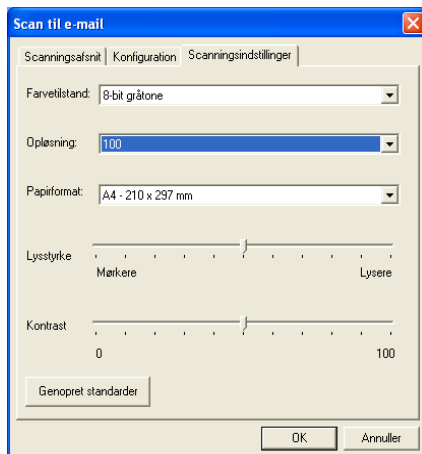 Scan til e-mail
Scanningsafsnit Konfiguration Scanningsindstillinger
Farvetilstand: 8-bit gråtone
Opløsning: 100
Papirformat: A4 - 210 x 297 mm
Lysstyrke
Mørkere Lysere
Kontrast
0 100
Genopret standarder
OK Annuller